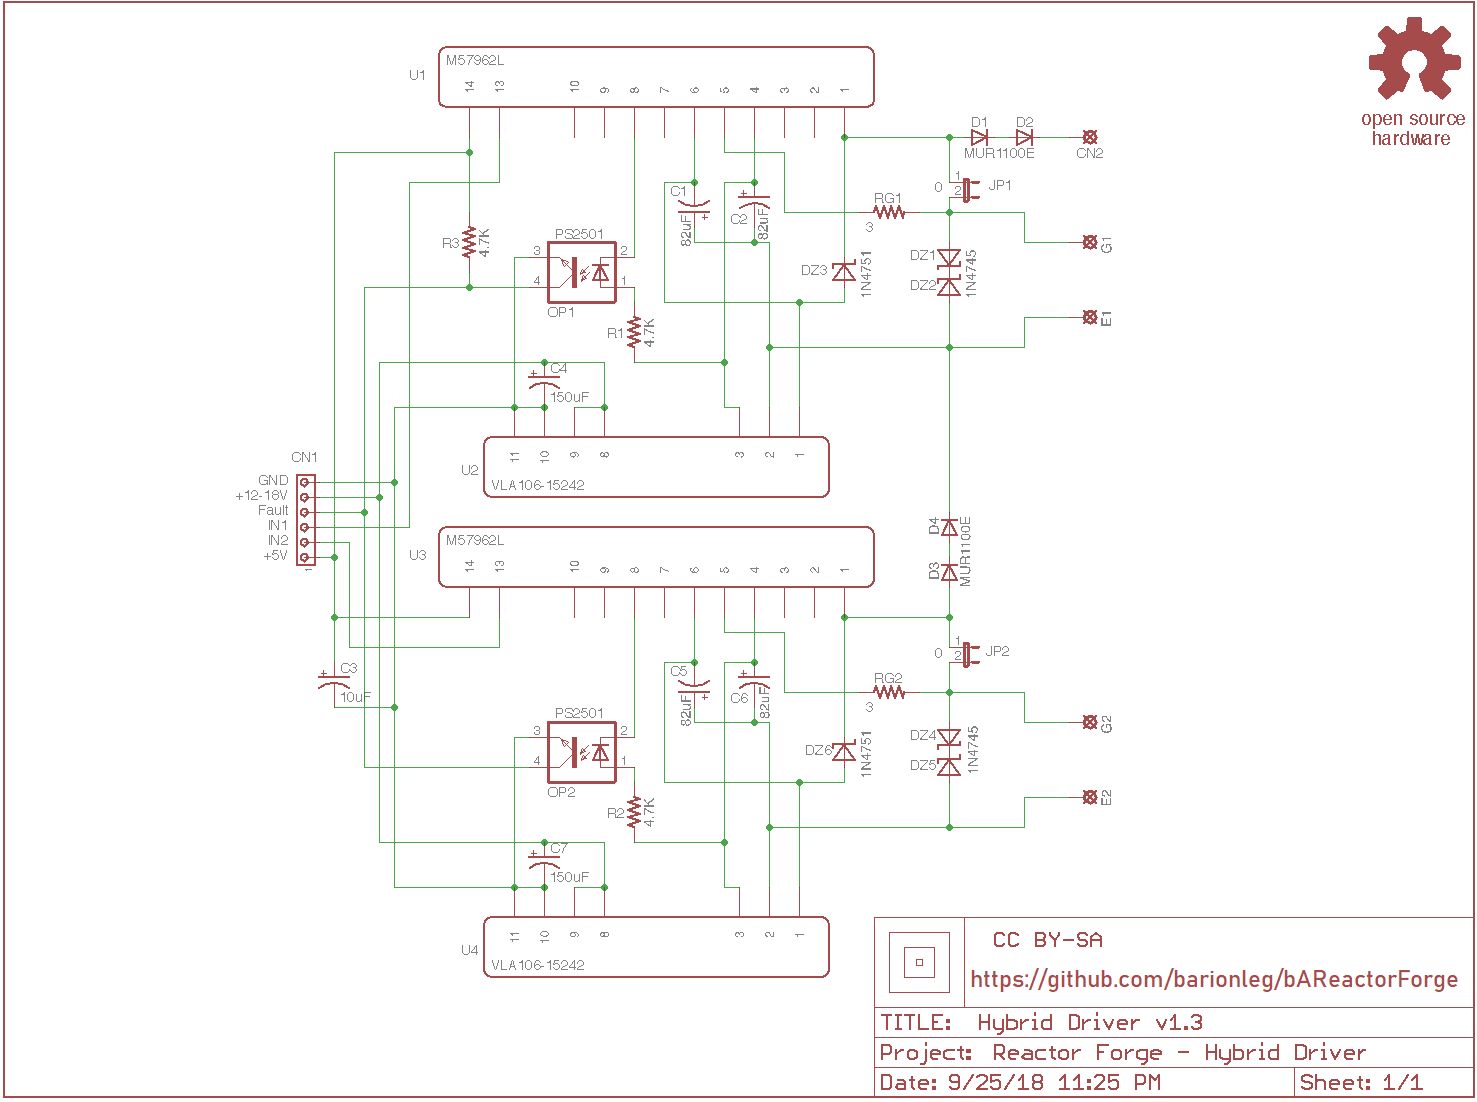 M57962L
U1
14 13 10 9 8 7 6 5 4 3 2 1
open source
hardware
D1 D2
MUR1100E
CN2
1
0 2 JP1
C1
C2
82uF
82uF
RG1
3
G1
R3
4.7K
PS2501
3 2
4 1
OP1
DZ3
1N4751
DZ1
DZ2
1N4745
R1
4.7K
E1
C4
150uF
11 10 9 8 3 2 1
U2
VLA106-15242
CN1
GND
+12-18V
Fault
IN1
IN2
+5V
1
M57962L
U3
14 13 10 9 8 7 6 5 4 3 2 1
D4
D3
MUR1100E
1
0 2 JP2
C3
10uF
C5
C6
82uF
82uF
RG2
3
G2
PS2501
3 2
4 1
OP2
DZ6
1N4751
DZ4
DZ5
1N4745
R2
4.7K
E2
C7
150uF
11 10 9 8 3 2 1
U4
VLA106-15242
CC BY-SA
https://github.com/barionleg/bAReactorForge
TITLE: Hybrid Driver v1.3
Project: Reactor Forge - Hybrid Driver
Date: 9/25/18 11:25 PM
Sheet: 1/1